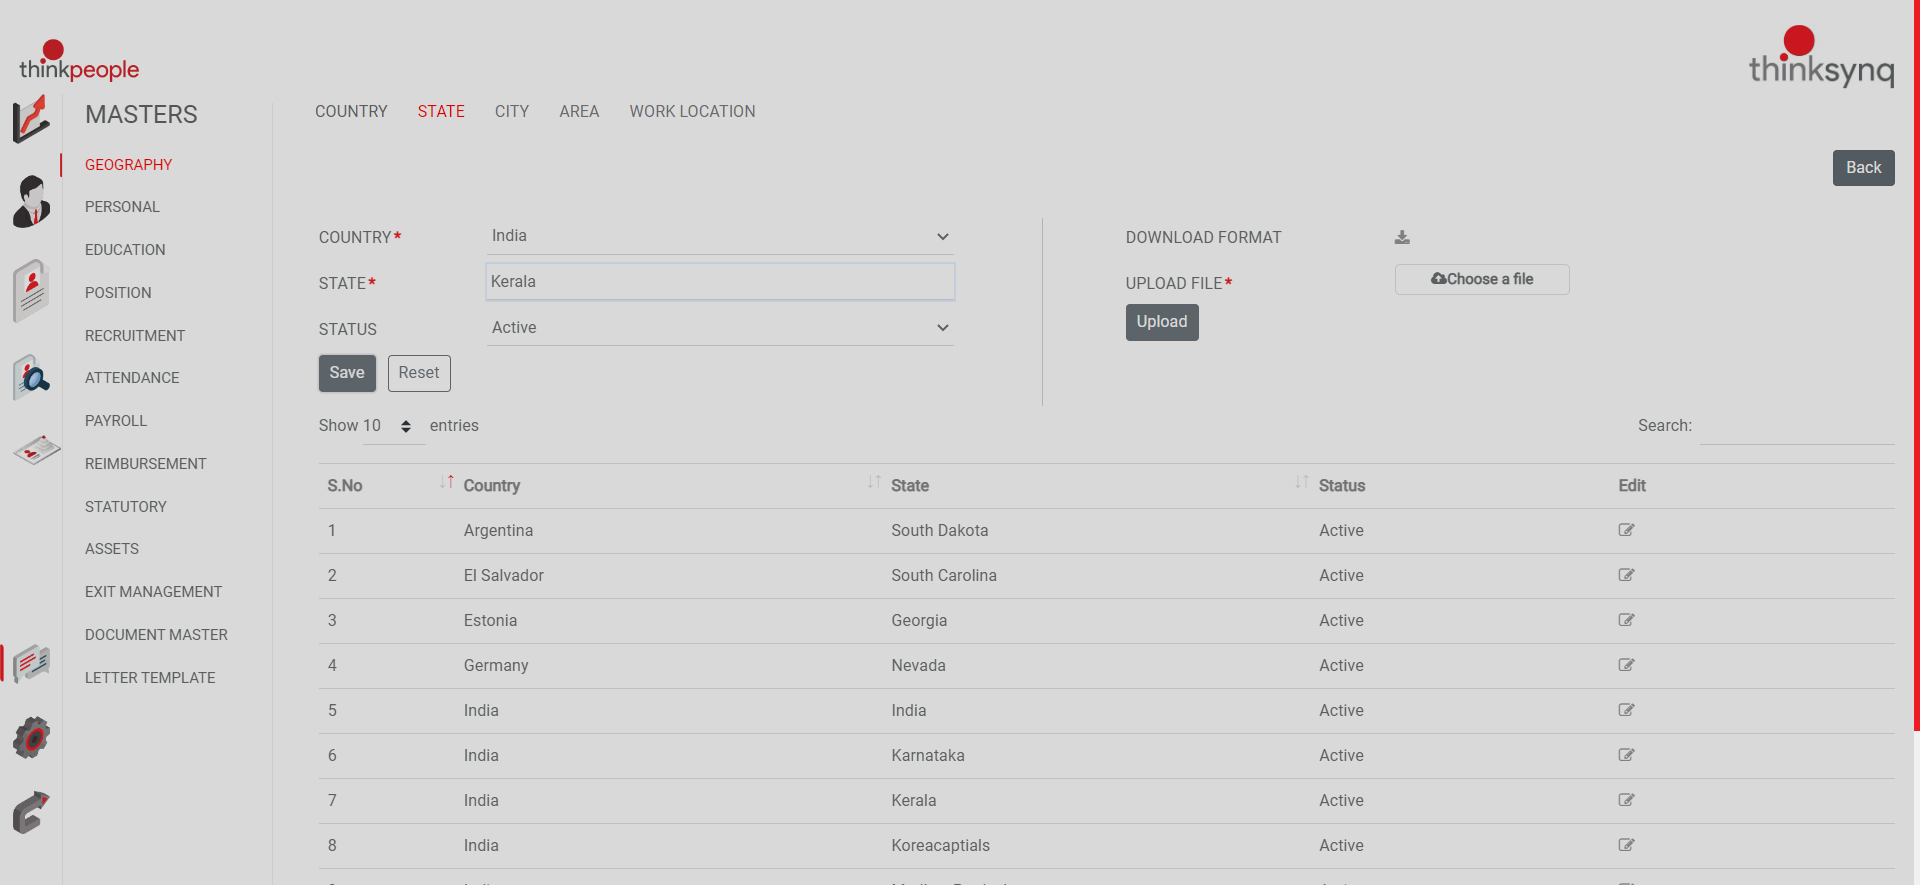 thinkpeople
thinksynq
MASTERS
COUNTRY STATE CITY AREA WORK LOCATION
GEOGRAPHY
Back
PERSONAL
COUNTRY* India
DOWNLOAD FORMAT
EDUCATION
STATE* Kerala
UPLOAD FILE* Choose a file
POSITION
STATUS Active
Upload
RECRUITMENT
Save Reset
ATTENDANCE
PAYROLL
Show 10 entries
Search:
REIMBURSEMENT
STATUTORY
ASSETS
EXIT MANAGEMENT
DOCUMENT MASTER
LETTER TEMPLATE
S.No Country State Status Edit
1 Argentina South Dakota Active
2 El Salvador South Carolina Active
3 Estonia Georgia Active
4 Germany Nevada Active
5 India India Active
6 India Karnataka Active
7 India Kerala Active
8 India Koreacaptials Active